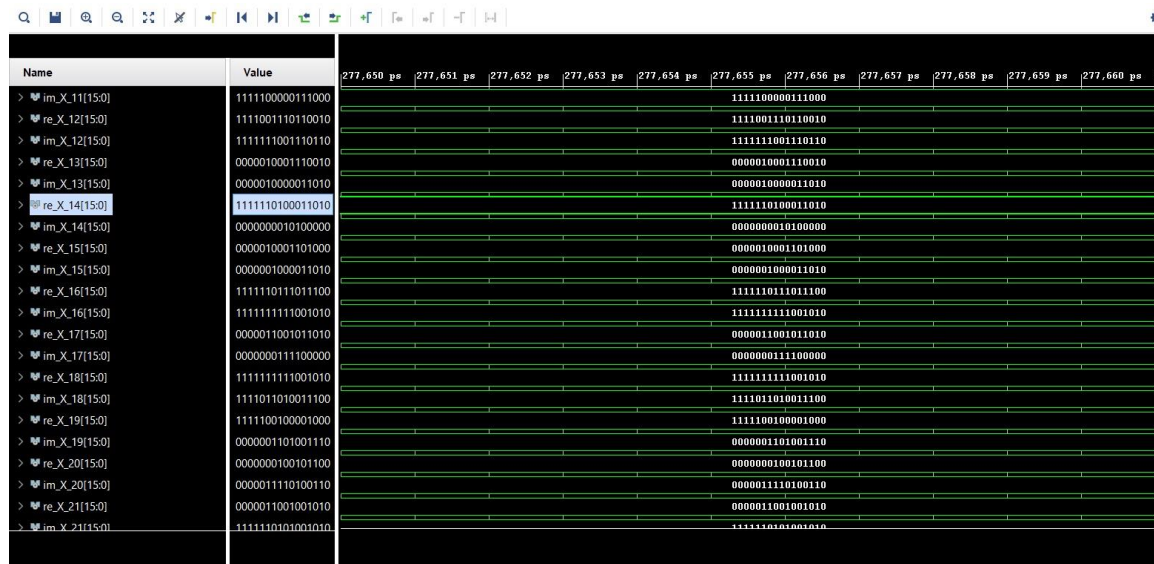 Name Value 277,650 ps 277,651 ps 277,652 ps 277,653 ps 277,654 ps 277,655 ps 277,656 ps 277,657 ps 277,658 ps 277,659 ps 277,660 ps
> im_X_11[15:0] 1111100000111000 1111100000111000
> re_X_12[15:0] 1111001110110010 1111001110110010
> im_X_12[15:0] 1111111001110110 1111111001110110
> re_X_13[15:0] 0000010001110010 0000010001110010
> im_X_13[15:0] 0000010000011010 0000010000011010
> re_X_14[15:0] 1111110100011010 1111110100011010
> im_X_14[15:0] 0000000010100000 0000000010100000
> re_X_15[15:0] 0000010001101000 0000010001101000
> im_X_15[15:0] 0000001000011010 0000001000011010
> re_X_16[15:0] 1111110111011100 1111110111011100
> im_X_16[15:0] 1111111111001010 1111111111001010
> re_X_17[15:0] 0000011001011010 0000011001011010
> im_X_17[15:0] 0000000111100000 0000000111100000
> re_X_18[15:0] 1111111111001010 1111111111001010
> im_X_18[15:0] 1111011010011100 1111011010011100
> re_X_19[15:0] 1111100100001000 1111100100001000
> im_X_19[15:0] 0000001101001110 0000001101001110
> re_X_20[15:0] 0000000100101100 0000000100101100
> im_X_20[15:0] 0000011110100110 0000011110100110
> re_X_21[15:0] 0000011001001010 0000011001001010
> im_X_21[15:0] 1111110101001010 1111110101001010